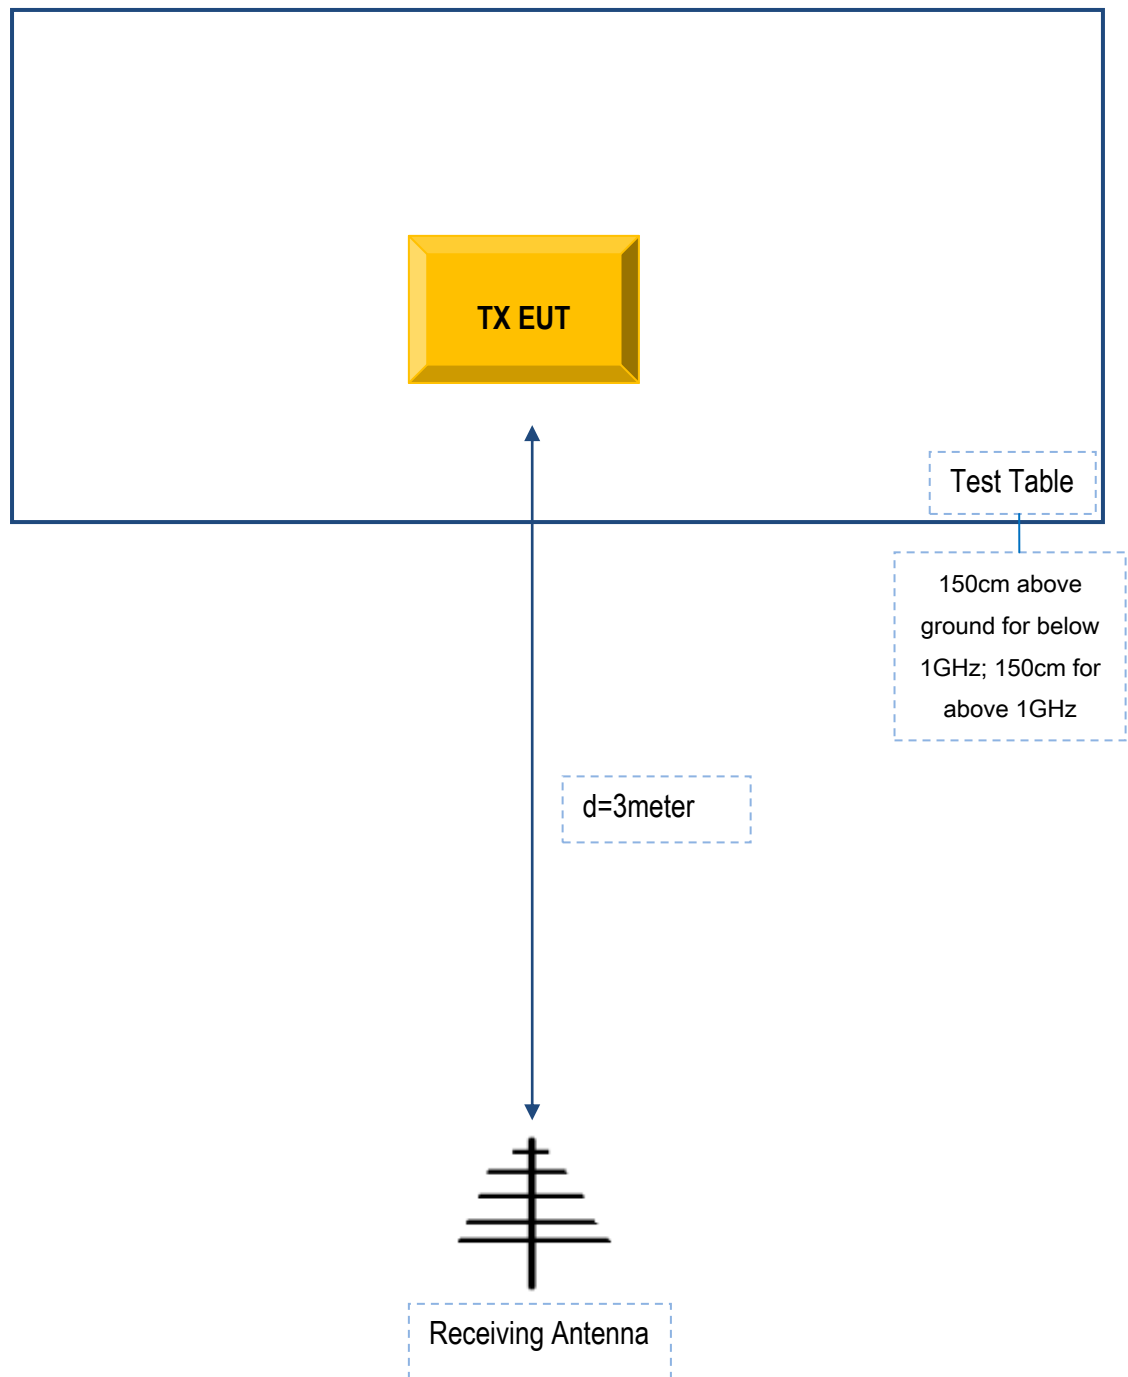 TX EUT
Test Table
150cm above
ground for below
1GHz; 150cm for
above 1GHz
d=3meter
Receiving Antenna